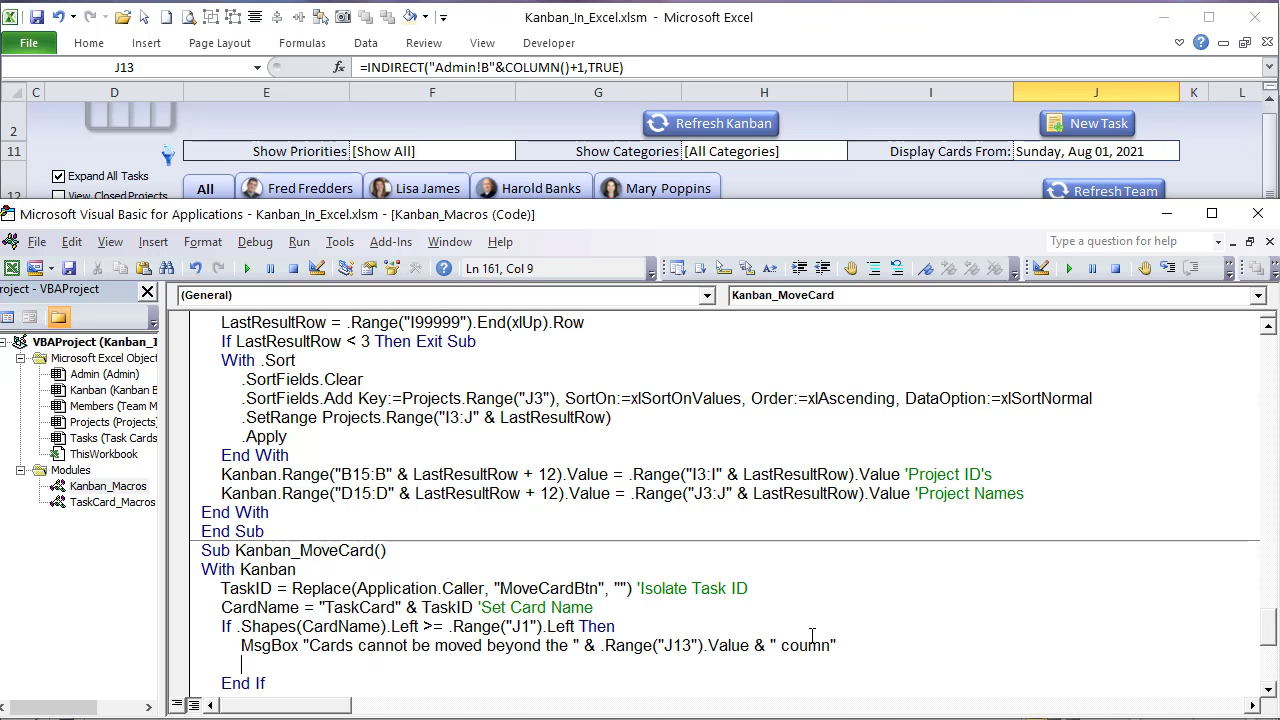 Kanban_In_Excel.xlsm - Microsoft Excel
File Home Insert Page Layout Formulas Data Review View Developer
J13 fx =INDIRECT("Admin!B"&COLUMN()+1,TRUE)
C D E F G H I J K L
2 Refresh Kanban New Task
11 Show Priorities [Show All] Show Categories [All Categories] Display Cards From: Sunday, Aug 01, 2021
Expand All Tasks
12 View Closed Projects All Fred Fredders Lisa James Harold Banks Mary Poppins Refresh Team
Microsoft Visual Basic for Applications - Kanban_In_Excel.xlsm - [Kanban_Macros (Code)]
File Edit View Insert Format Debug Run Tools Add-Ins Window Help Type a question for help
Ln 161, Col 9
roject - VBAProject
(General) Kanban_MoveCard
VBAProject (Kanban_I
Microsoft Excel Objec
Admin (Admin)
Kanban (Kanban B
Members (Team M
Projects (Projects)
Tasks (Task Cards
ThisWorkbook
Modules
Kanban_Macros
TaskCard_Macros
LastResultRow = .Range("I99999").End(xlUp).Row
If LastResultRow < 3 Then Exit Sub
With .Sort
.SortFields.Clear
.SortFields.Add Key:=Projects.Range("J3"), SortOn:=xlSortOnValues, Order:=xlAscending, DataOption:=xlSortNormal
.SetRange Projects.Range("I3:J" & LastResultRow)
.Apply
End With
Kanban.Range("B15:B" & LastResultRow + 12).Value = .Range("I3:I" & LastResultRow).Value 'Project ID's
Kanban.Range("D15:D" & LastResultRow + 12).Value = .Range("J3:J" & LastResultRow).Value 'Project Names
End With
End Sub
Sub Kanban_MoveCard()
With Kanban
TaskID = Replace(Application.Caller, "MoveCardBtn", "") 'Isolate Task ID
CardName = "TaskCard" & TaskID 'Set Card Name
If .Shapes(CardName).Left >= .Range("J1").Left Then
MsgBox "Cards cannot be moved beyond the " & .Range("J13").Value & " coumn"
End If